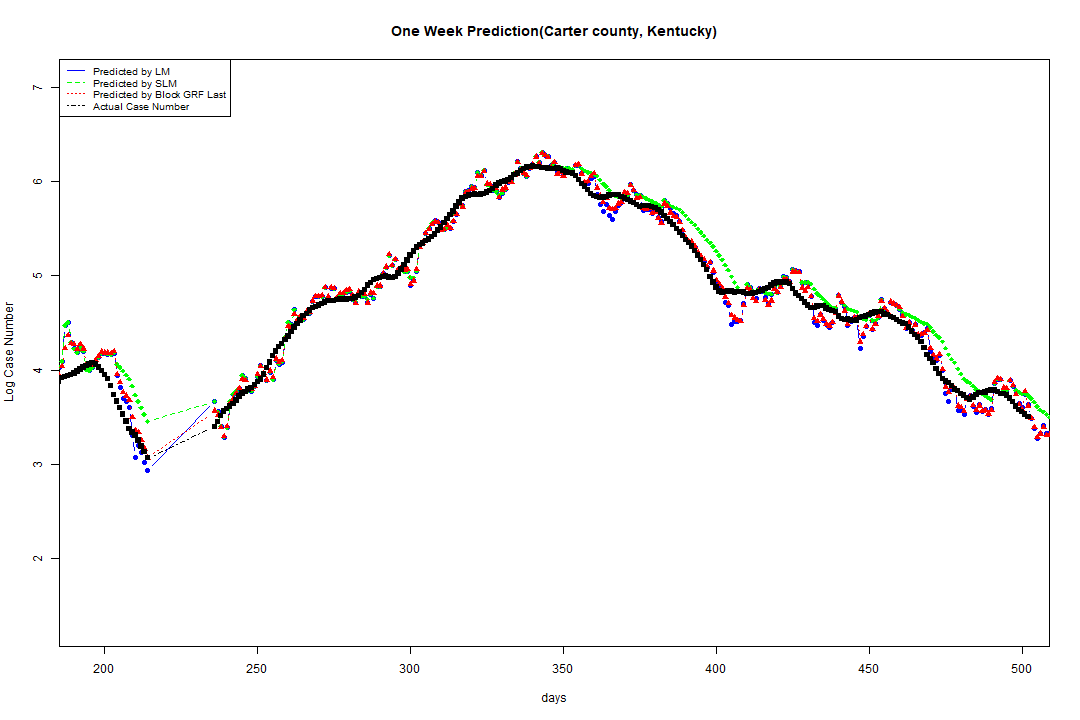 One Week Prediction(Carter county, Kentucky)
Predicted by LM
Predicted by SLM
Predicted by Block GRF Last
Actual Case Number
7
6
5
4
3
2
Log Case Number
200 250 300 350 400 450 500
days